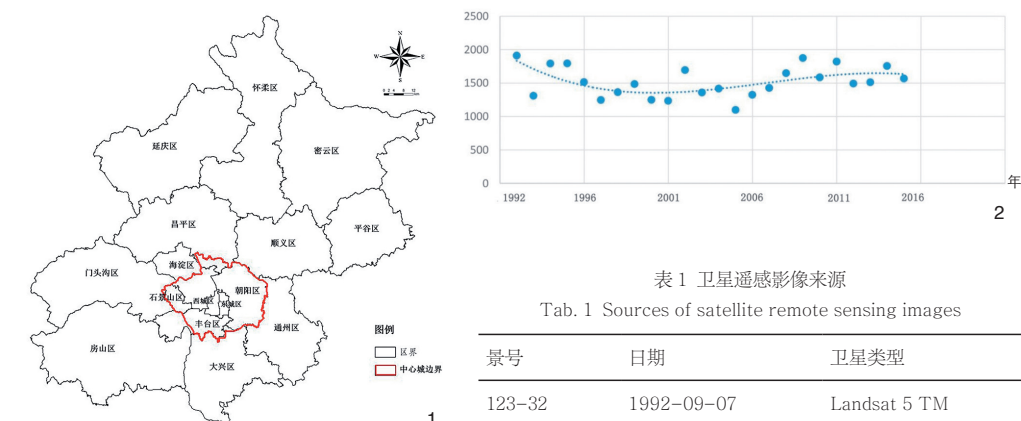 N
W
E
S
0 2 4 8 12
怀柔区
延庆区
密云区
昌平区
顺义区
平谷区
海淀区
门头沟区
石景山区
西城区
东城区
朝阳区
丰台区
通州区
房山区
大兴区
图例
区界
中心城边界
1
2500
2000
1500
1000
500
0
1992
1996
2001
2006
2011
2016
年
2
表 1 卫星遥感影像来源
Tab. 1 Sources of satellite remote sensing images
景号 日期 卫星类型
123-32 1992-09-07 Landsat 5 TM